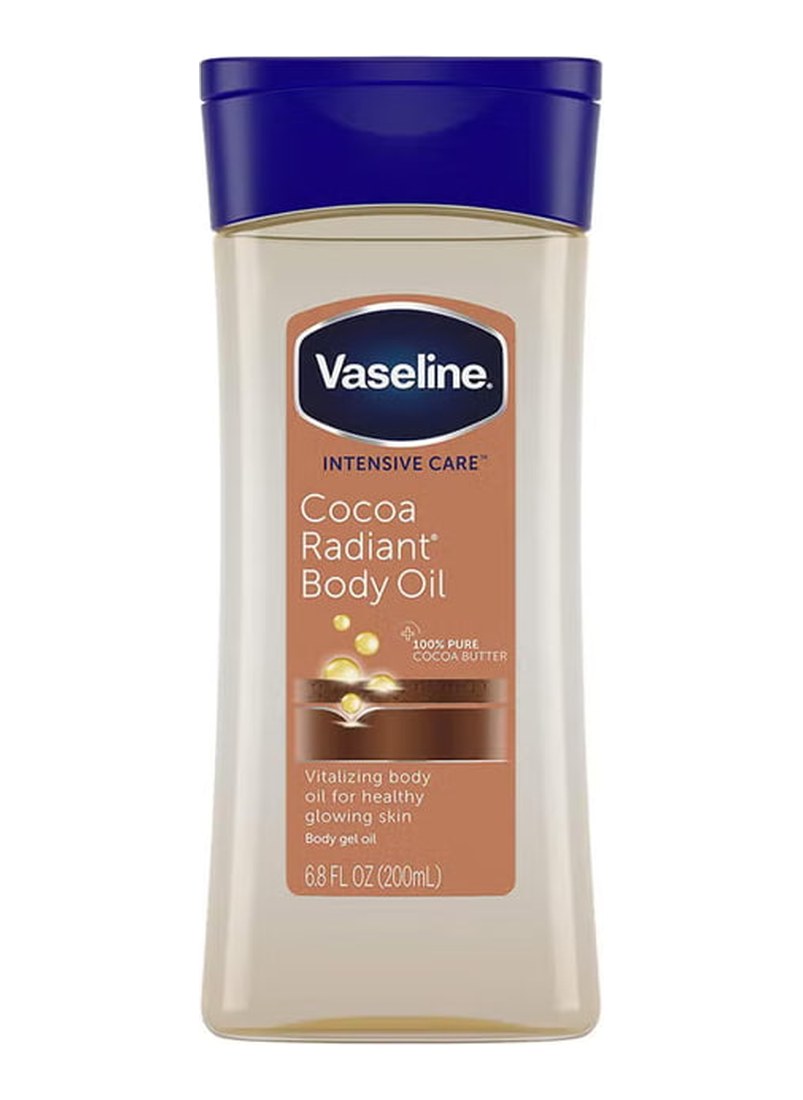 Vaseline®
INTENSIVE CARE™
Cocoa
Radiant®
Body Oil
100% PURE
COCOA BUTTER
Vitalizing body
oil for healthy
glowing skin
Body gel oil
6.8 FL OZ (200mL)